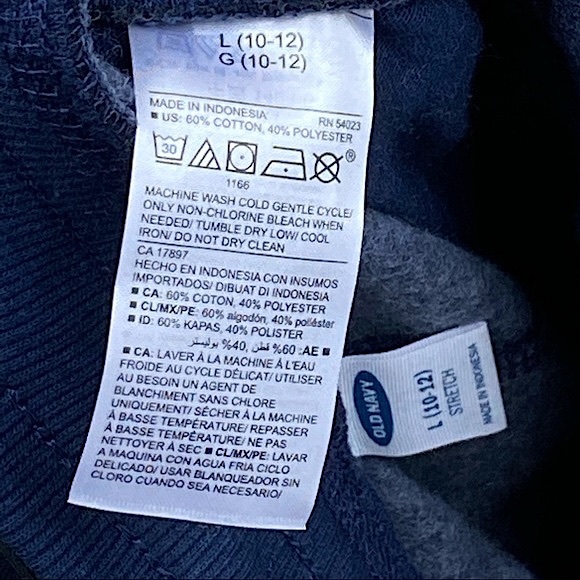 L (10-12)
G (10-12)
MADE IN INDONESIA
RN 54023
■ US: 60% COTTON, 40% POLYESTER
30
®
1166
MACHINE WASH COLD GENTLE CYCLE/
ONLY NON-CHLORINE BLEACH WHEN
NEEDED/ TUMBLE DRY LOW/ COOL
IRON/ DO NOT DRY CLEAN
CA 17897
HECHO EN INDONESIA CON INSUMOS
IMPORTADOS/ DIBUAT DI INDONESIA
■ CA: 60% COTON, 40% POLYESTER
■ CL/MX/PE: 60% algodón, 40% poliéster
■ ID: 60% KAPAS, 40% POLISTER
■ AE: 60% قطن, 40% بوليستر
■ CA: LAVER À LA MACHINE À L'EAU
FROIDE AU CYCLE DÉLICAT/ UTILISER
AU BESOIN UN AGENT DE
BLANCHIMENT SANS CHLORE
UNIQUEMENT/ SÉCHER À LA MACHINE
À BASSE TEMPÉRATURE/ REPASSER
À BASSE TEMPÉRATURE/ NE PAS
NETTOYER À SEC ■ CL/MX/PE: LAVAR
A MAQUINA CON AGUA FRIA CICLO
DELICADO/ USAR BLANQUEADOR SIN
CLORO CUANDO SEA NECESARIO/
OLD NAVY
L (10-12)
STRETCH
MADE IN INDONESIA